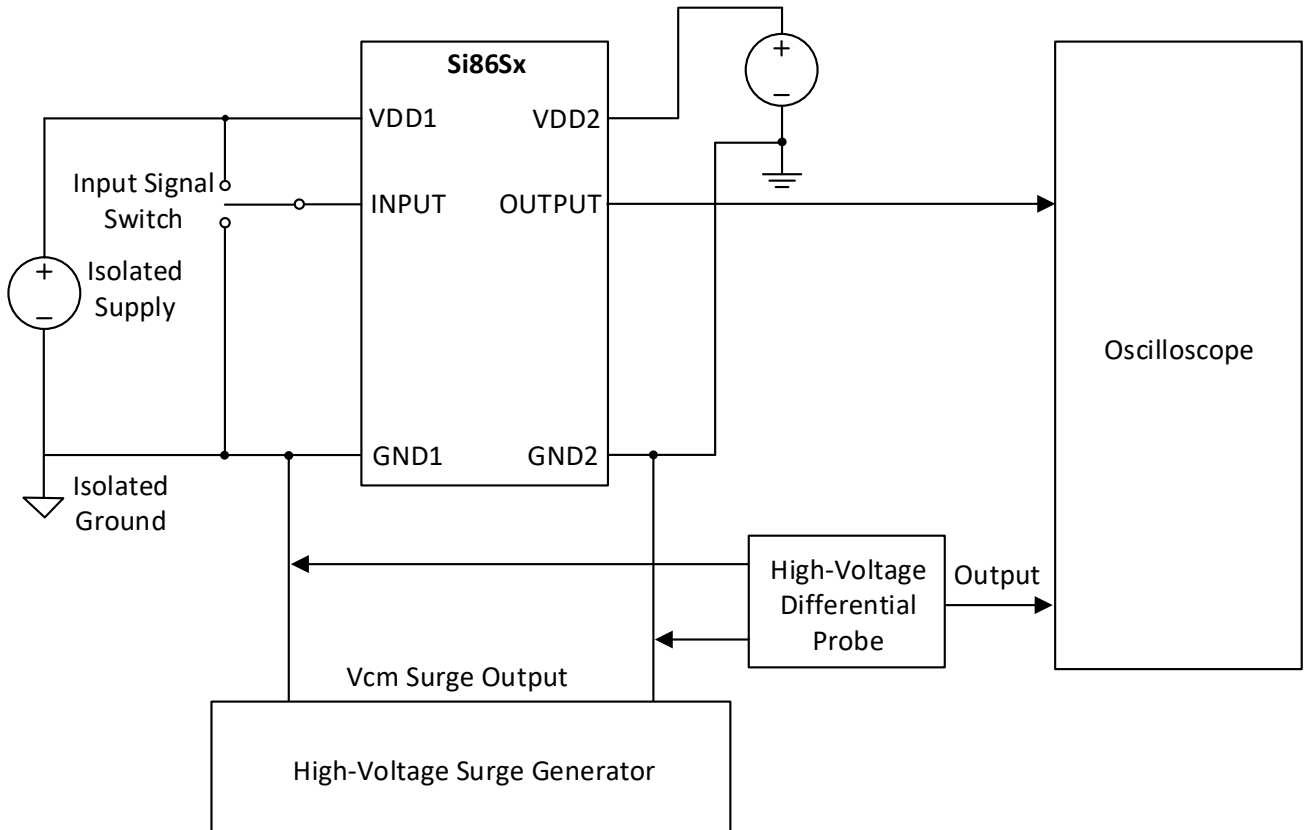 Si86Sx
VDD1
VDD2
+
−
Input Signal
Switch
INPUT
OUTPUT
+
−
Isolated
Supply
Oscilloscope
GND1
GND2
Isolated
Ground
High-Voltage
Differential
Probe
Output
Vcm Surge Output
High-Voltage Surge Generator